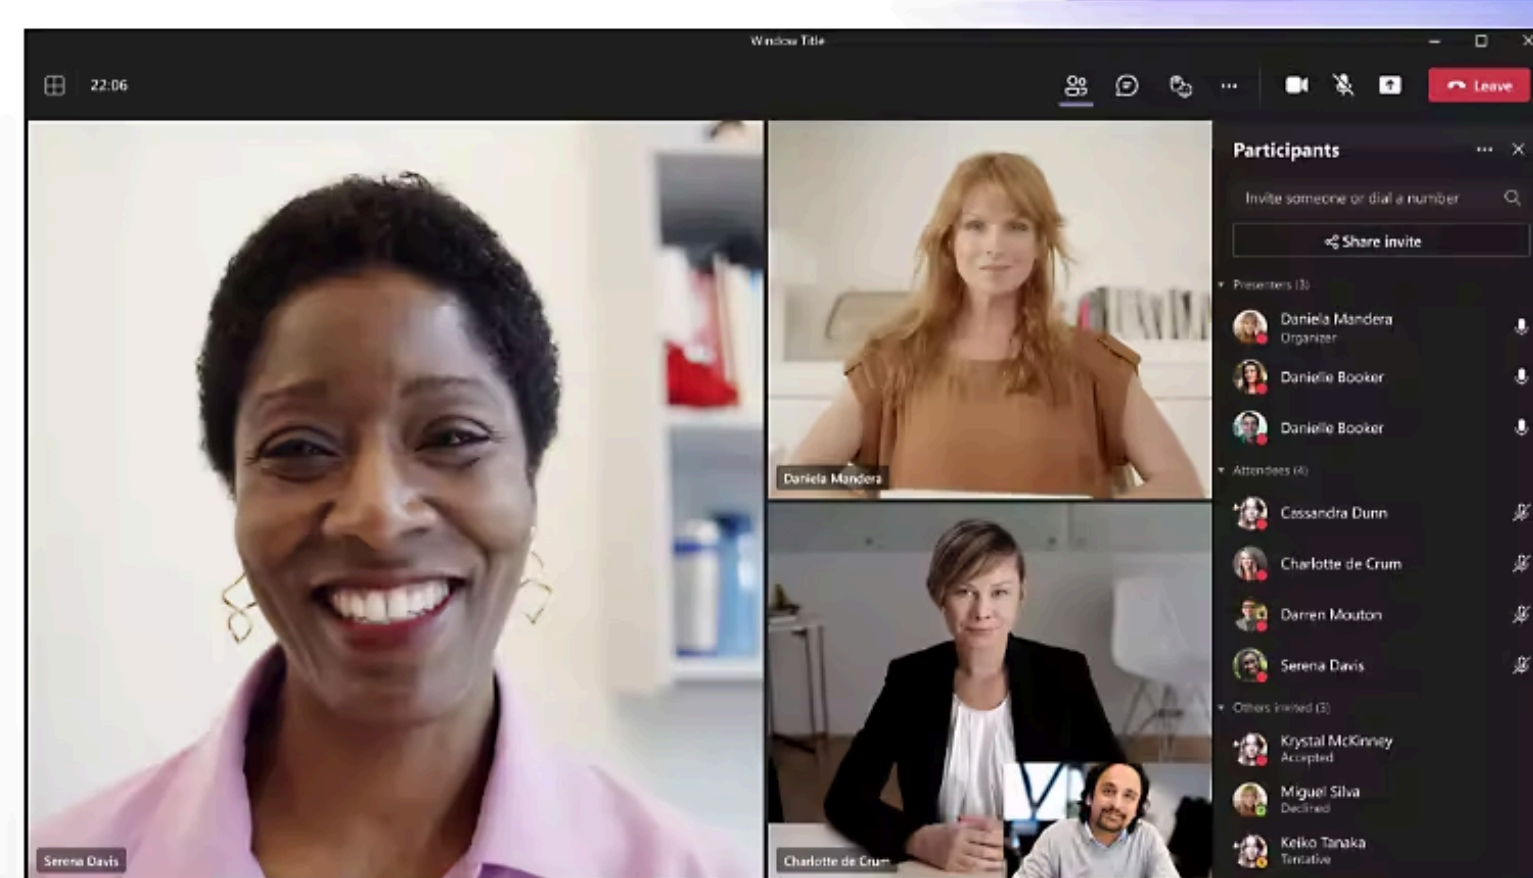 Window Title
22:06
Leave
Participants
Invite someone or dial a number
Share invite
Presenters (3)
Daniela Mandera
Organizer
Danielle Booker
Danielle Booker
Attendees (4)
Cassandra Dunn
Charlotte de Crum
Darren Mouton
Serena Davis
Others invited (3)
Krystal McKinney
Accepted
Miguel Silva
Declined
Keiko Tanaka
Tentative
Daniela Mandera
Serena Davis
Charlotte de Crum